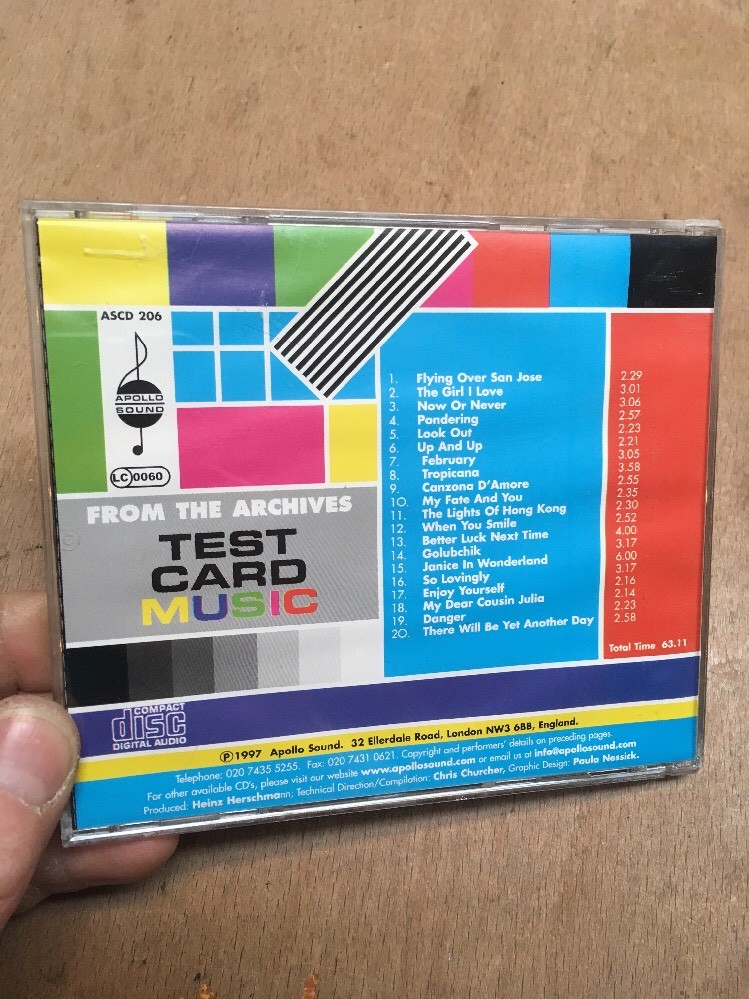 ASCD 206
APOLLO
SOUND
LC 0060
FROM THE ARCHIVES
TEST
CARD
MUSIC
1. Flying Over San Jose 2.29
2. The Girl I Love 3.01
3. Now Or Never 3.06
4. Pondering 2.57
5. Look Out 2.23
6. Up And Up 2.21
7. February 3.05
8. Tropicana 3.58
9. Canzona D'Amore 2.55
10. My Fate And You 2.35
11. The Lights Of Hong Kong 2.30
12. When You Smile 2.52
13. Better Luck Next Time 4.00
14. Golubchik 3.17
15. Janice In Wonderland 6.00
16. So Lovingly 3.17
17. Enjoy Yourself 2.16
18. My Dear Cousin Julia 2.14
19. Danger 2.23
20. There Will Be Yet Another Day 2.58
Total Time 63.11
COMPACT
disc
DIGITAL AUDIO
℗1997 Apollo Sound. 32 Ellerdale Road, London NW3 6BB, England.
Telephone: 020 7435 5255. Fax: 020 7431 0621. Copyright and performers' details on preceding pages.
For other available CD's, please visit our website www.apollosound.com or email us at info@apollosound.com
Produced: Heinz Herschmann; Technical Direction/Compilation: Chris Churcher, Graphic Design: Paula Nessick.